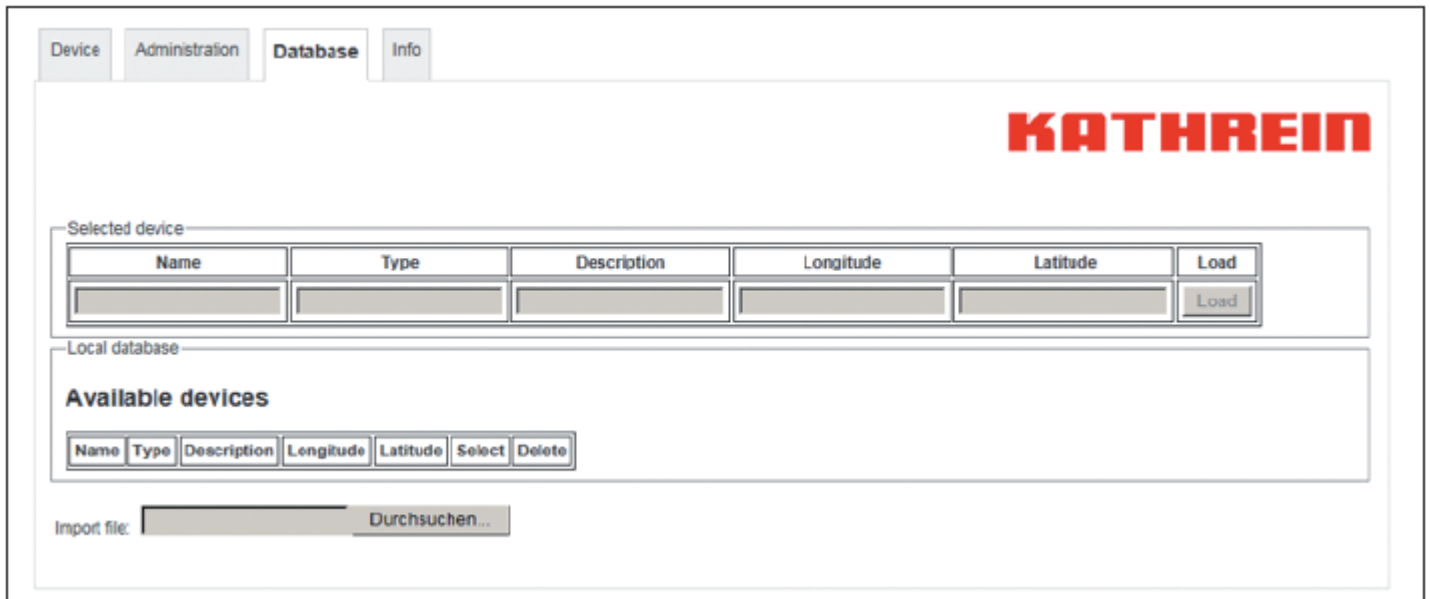 Device Administration Database Info
KATHREIN
Selected device
Name Type Description Longitude Latitude Load
Load
Local database
Available devices
Name Type Description Longitude Latitude Select Delete
Import file: Durchsuchen...